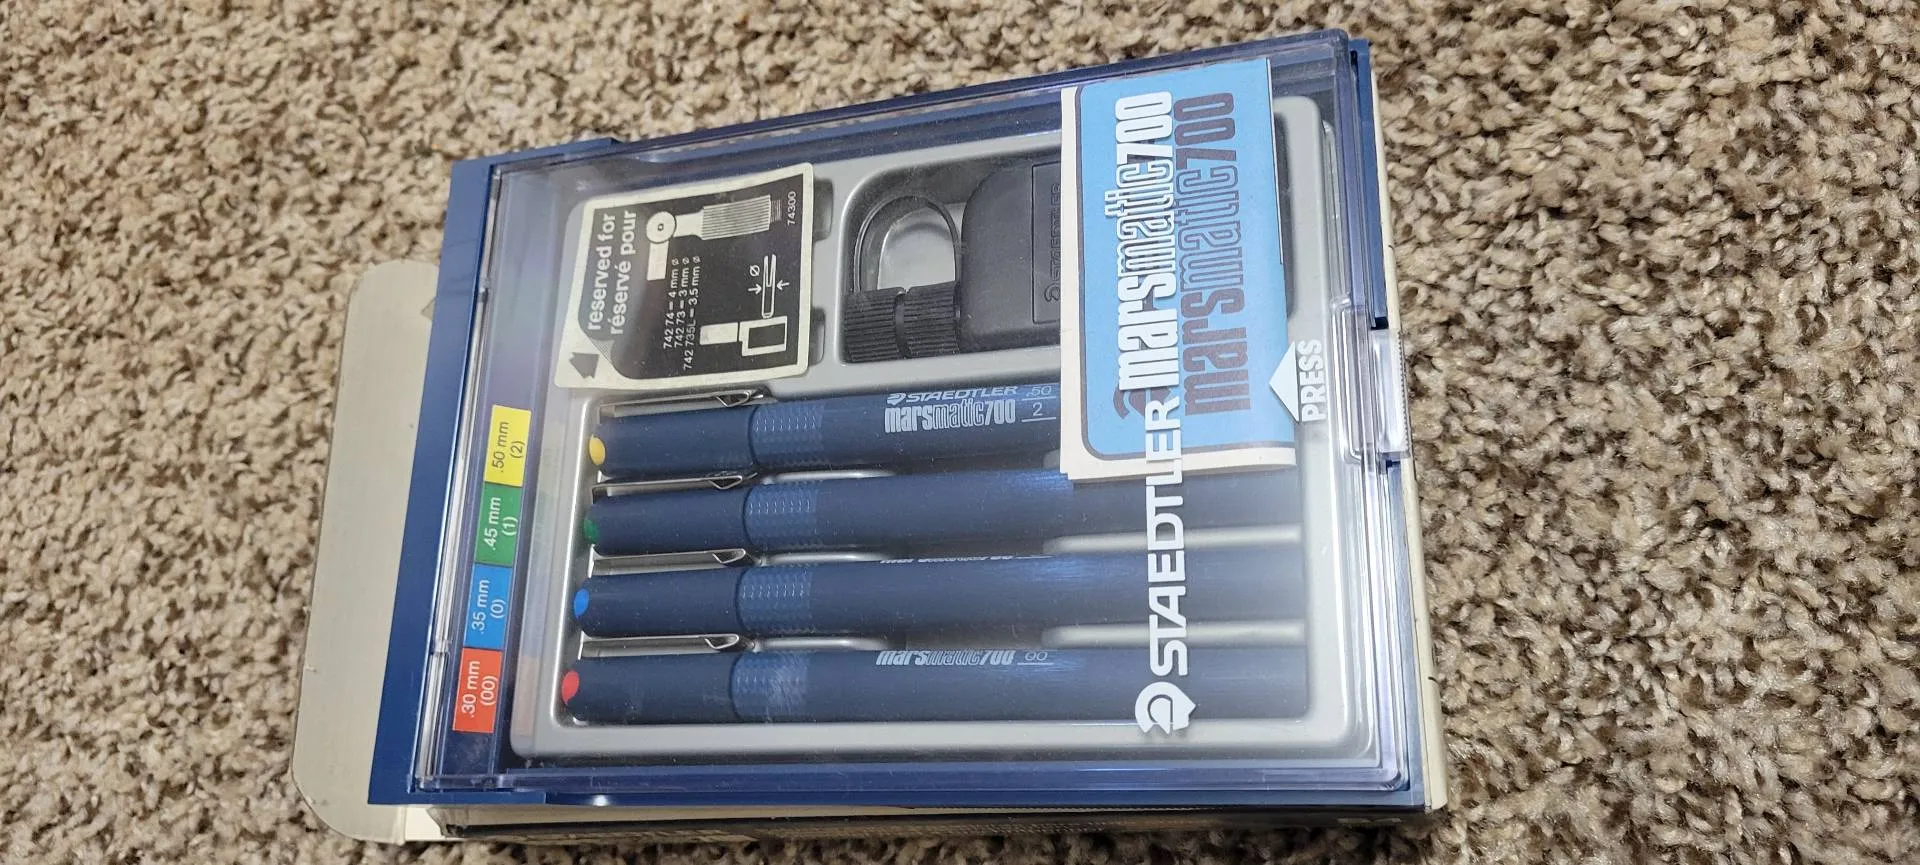 reserved for
réservé pour
742 74 = 4 mm ø
742 73 = 3 mm ø
742 735L = 3.5 mm ø
ø
74300
STAEDTLER
marsmatic700
marsmatic700
PRESS
STAEDTLER
STAEDTLER .50
marsmatic700 2
marsmatic700 00
.50 mm
(2)
.45 mm
(1)
.35 mm
(0)
.30 mm
(00)